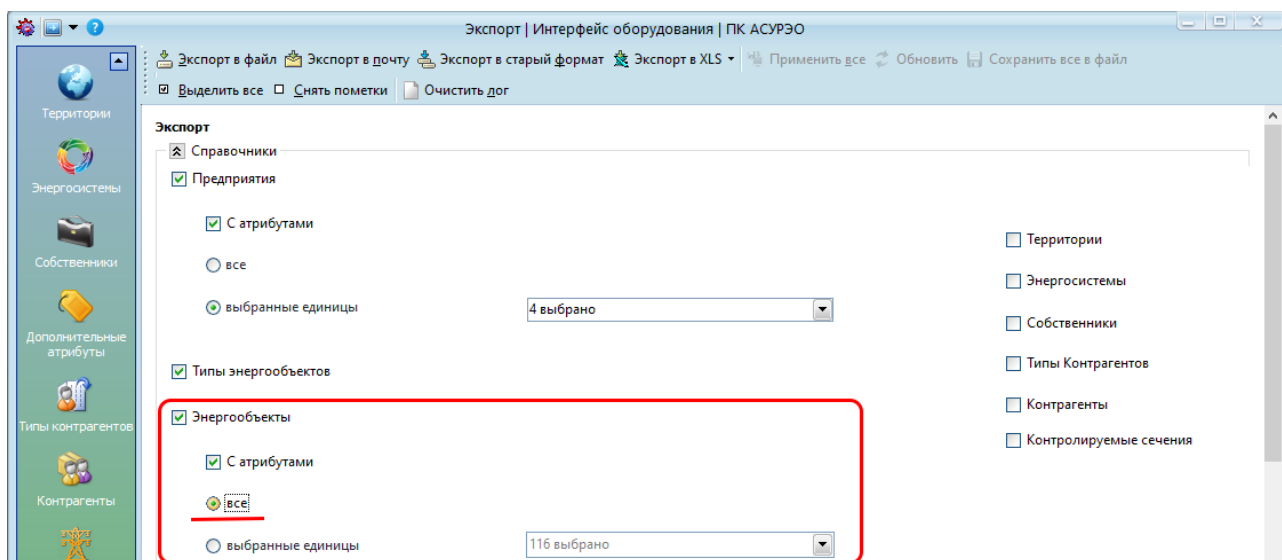 Экспорт | Интерфейс оборудования | ПК АСУРЭО
Экспорт в файл Экспорт в почту Экспорт в старый формат Экспорт в XLS Применить все Обновить Сохранить все в файл
Выделить все Снять пометки Очистить лог
Территории
Энергосистемы
Собственники
Дополнительные
атрибуты
Типы контрагентов
Контрагенты
Экспорт
Справочники
Предприятия
С атрибутами
все
выбранные единицы 4 выбрано
Типы энергообъектов
Энергообъекты
С атрибутами
все
выбранные единицы 116 выбрано
Территории
Энергосистемы
Собственники
Типы Контрагентов
Контрагенты
Контролируемые сечения